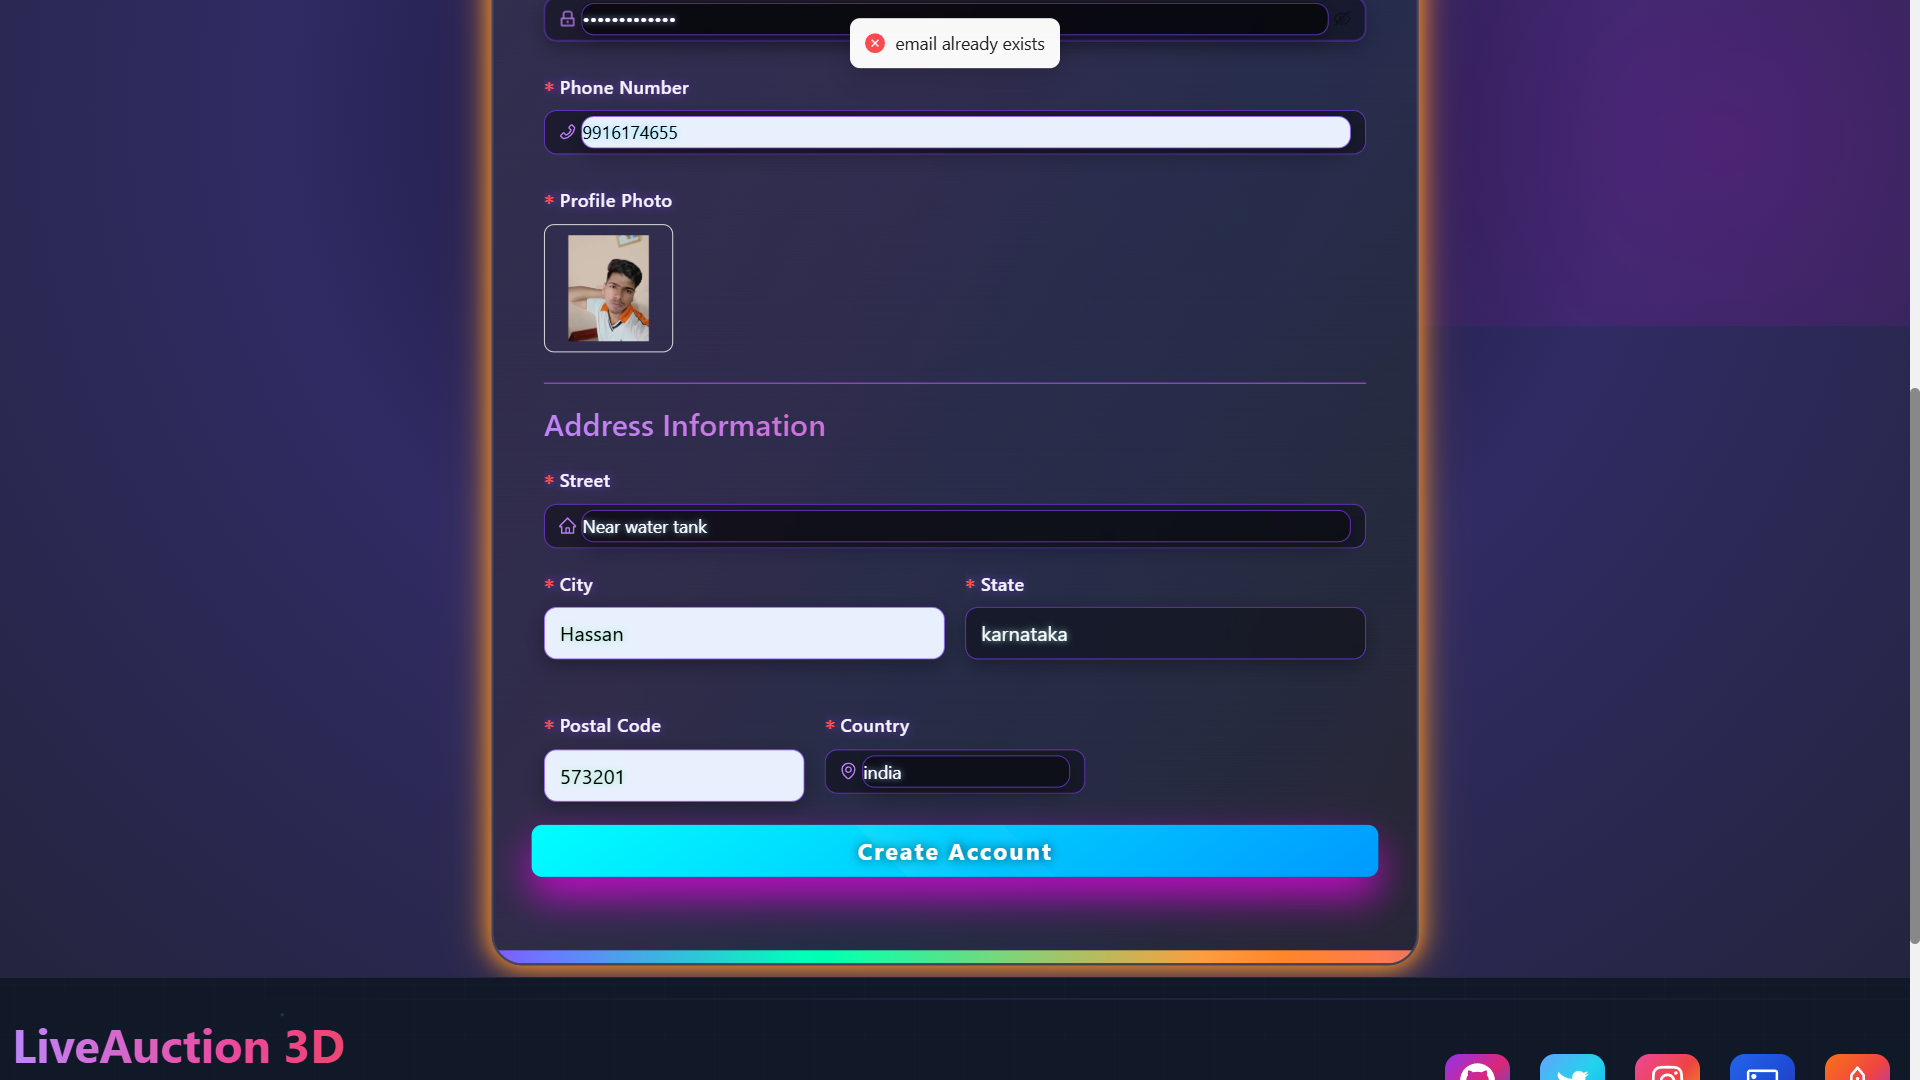 •••••••••••••
email already exists
* Phone Number
9916174655
* Profile Photo
Address Information
* Street
Near water tank
* City
* State
Hassan
karnataka
* Postal Code
* Country
573201
india
Create Account
LiveAuction 3D